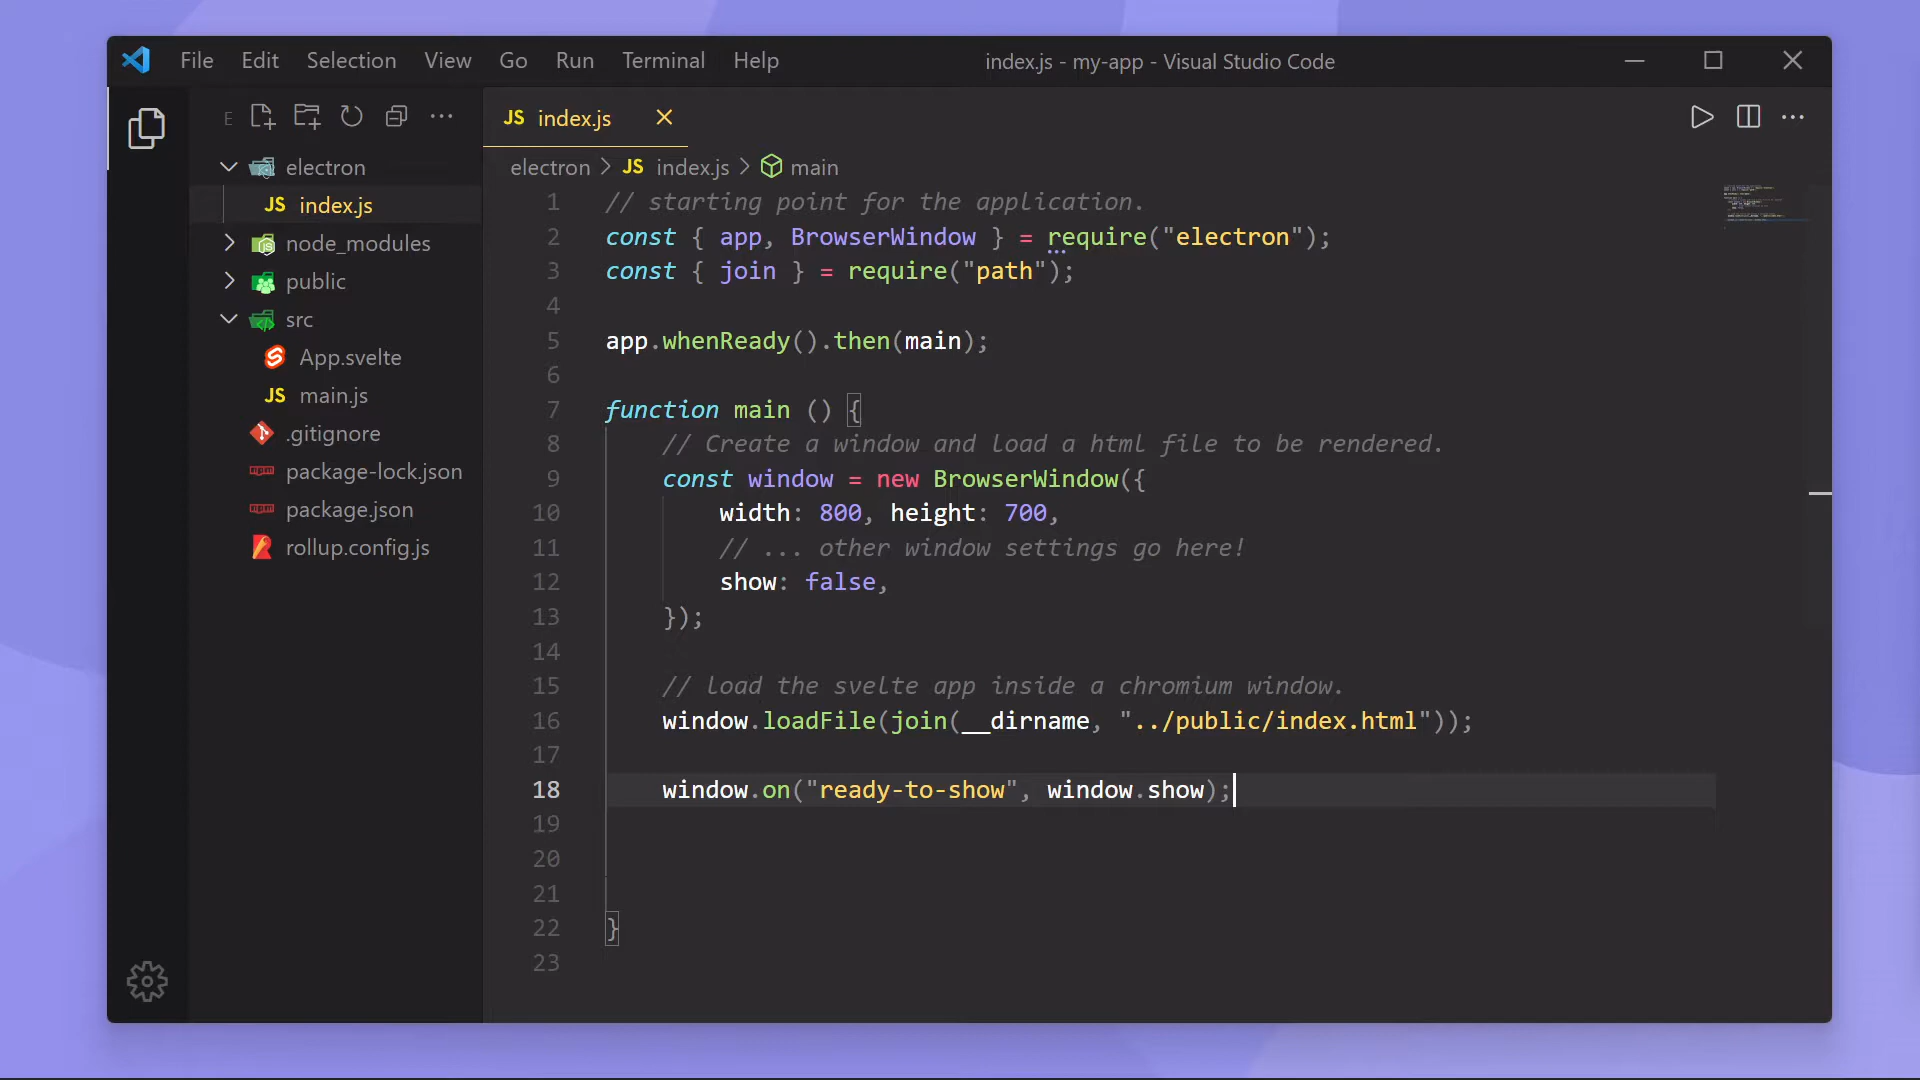 File Edit Selection View Go Run Terminal Help
index.js - my-app - Visual Studio Code
E
electron
JS index.js
node_modules
public
src
App.svelte
JS main.js
.gitignore
package-lock.json
package.json
rollup.config.js
JS index.js
electron > JS index.js > main
1 // starting point for the application.
2 const { app, BrowserWindow } = require("electron");
3 const { join } = require("path");
4
5 app.whenReady().then(main);
6
7 function main () {
8 // Create a window and load a html file to be rendered.
9 const window = new BrowserWindow({
10 width: 800, height: 700,
11 // ... other window settings go here!
12 show: false,
13 });
14
15 // load the svelte app inside a chromium window.
16 window.loadFile(join(__dirname, "../public/index.html"));
17
18 window.on("ready-to-show", window.show);
19
20
21
22 }
23